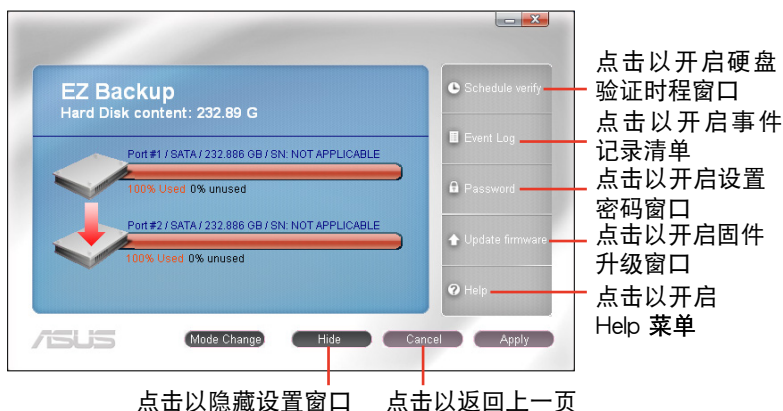 EZ Backup
Hard Disk content: 232.89 G
Port#1 / SATA / 232.886 GB / SN: NOT APPLICABLE
100% Used 0% unused
Port#2 / SATA / 232.886 GB / SN: NOT APPLICABLE
100% Used 0% unused
Schedule verify
Event Log
Password
Update firmware
Help
点击以开启硬盘
验证时程窗口
点击以开启事件
记录清单
点击以开启设置
密码窗口
点击以开启固件
升级窗口
点击以开启
Help 菜单
ASUS
Mode Change
Hide
Cancel
Apply
点击以隐藏设置窗口
点击以返回上一页